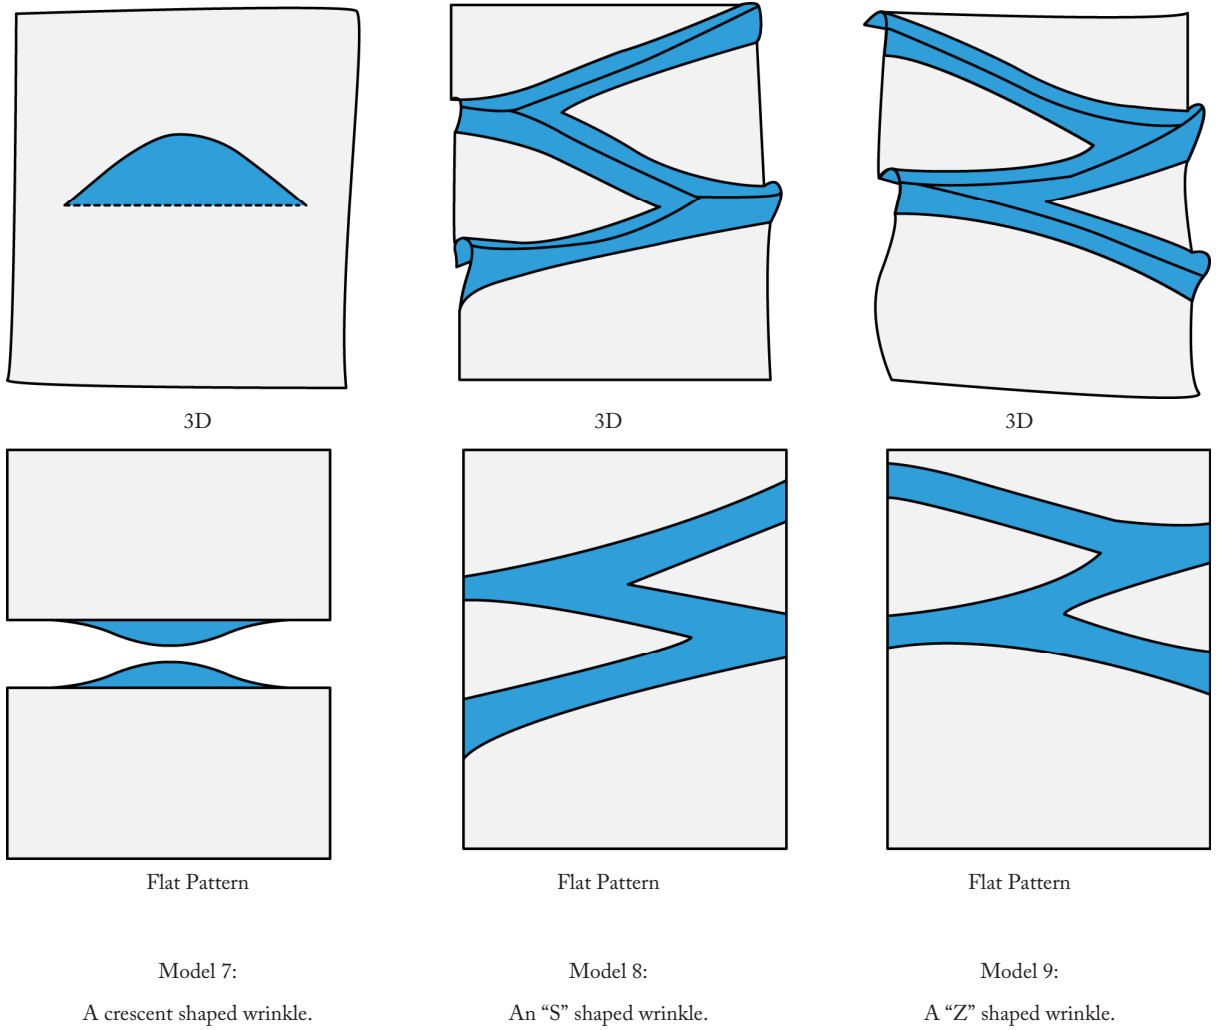 3D
3D
3D
Flat Pattern
Flat Pattern
Flat Pattern
Model 7:
A crescent shaped wrinkle.
Model 8:
An “S” shaped wrinkle.
Model 9:
A “Z” shaped wrinkle.